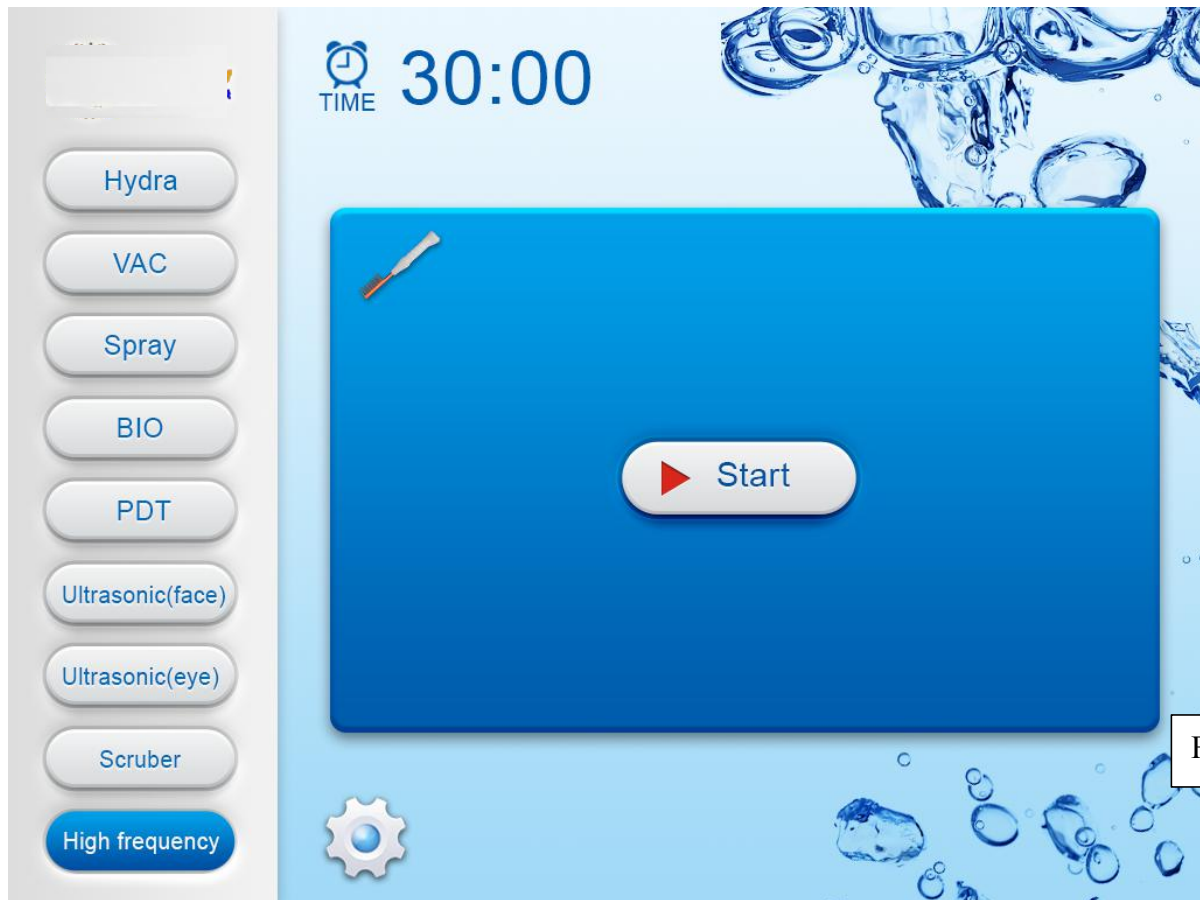 TIME
30:00
Hydra
VAC
Spray
BIO
PDT
Ultrasonic(face)
Ultrasonic(eye)
Scruber
High frequency
Start